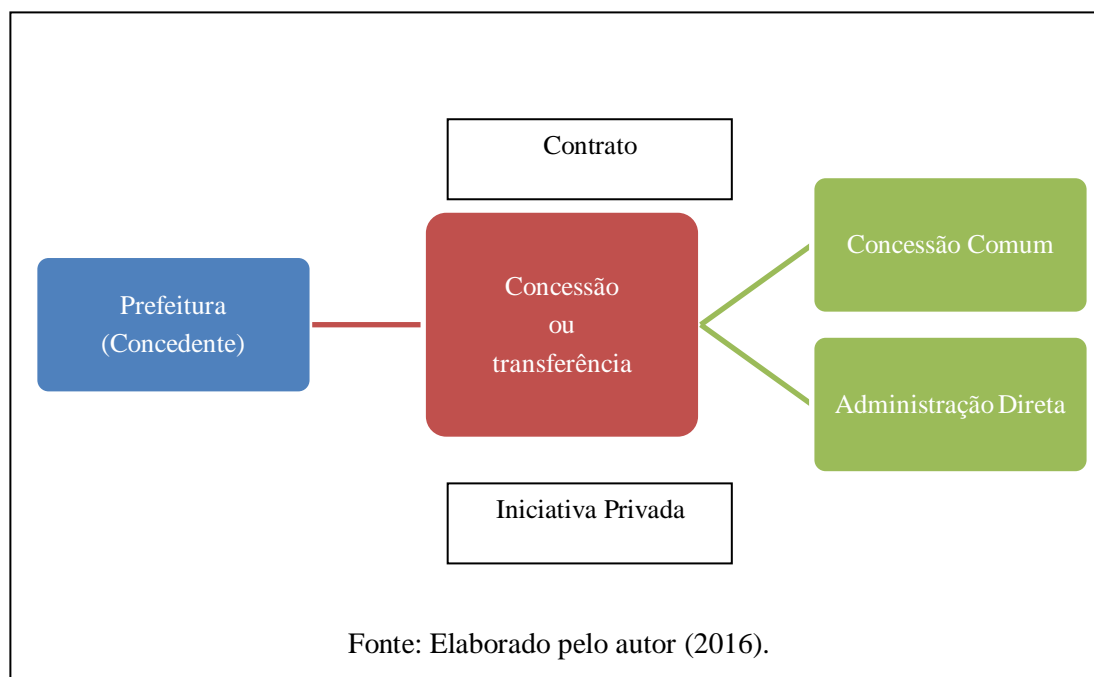 Contrato
Prefeitura
(Concedente)
Concessão
ou
transferência
Concessão Comum
Administração Direta
Iniciativa Privada
Fonte: Elaborado pelo autor (2016).